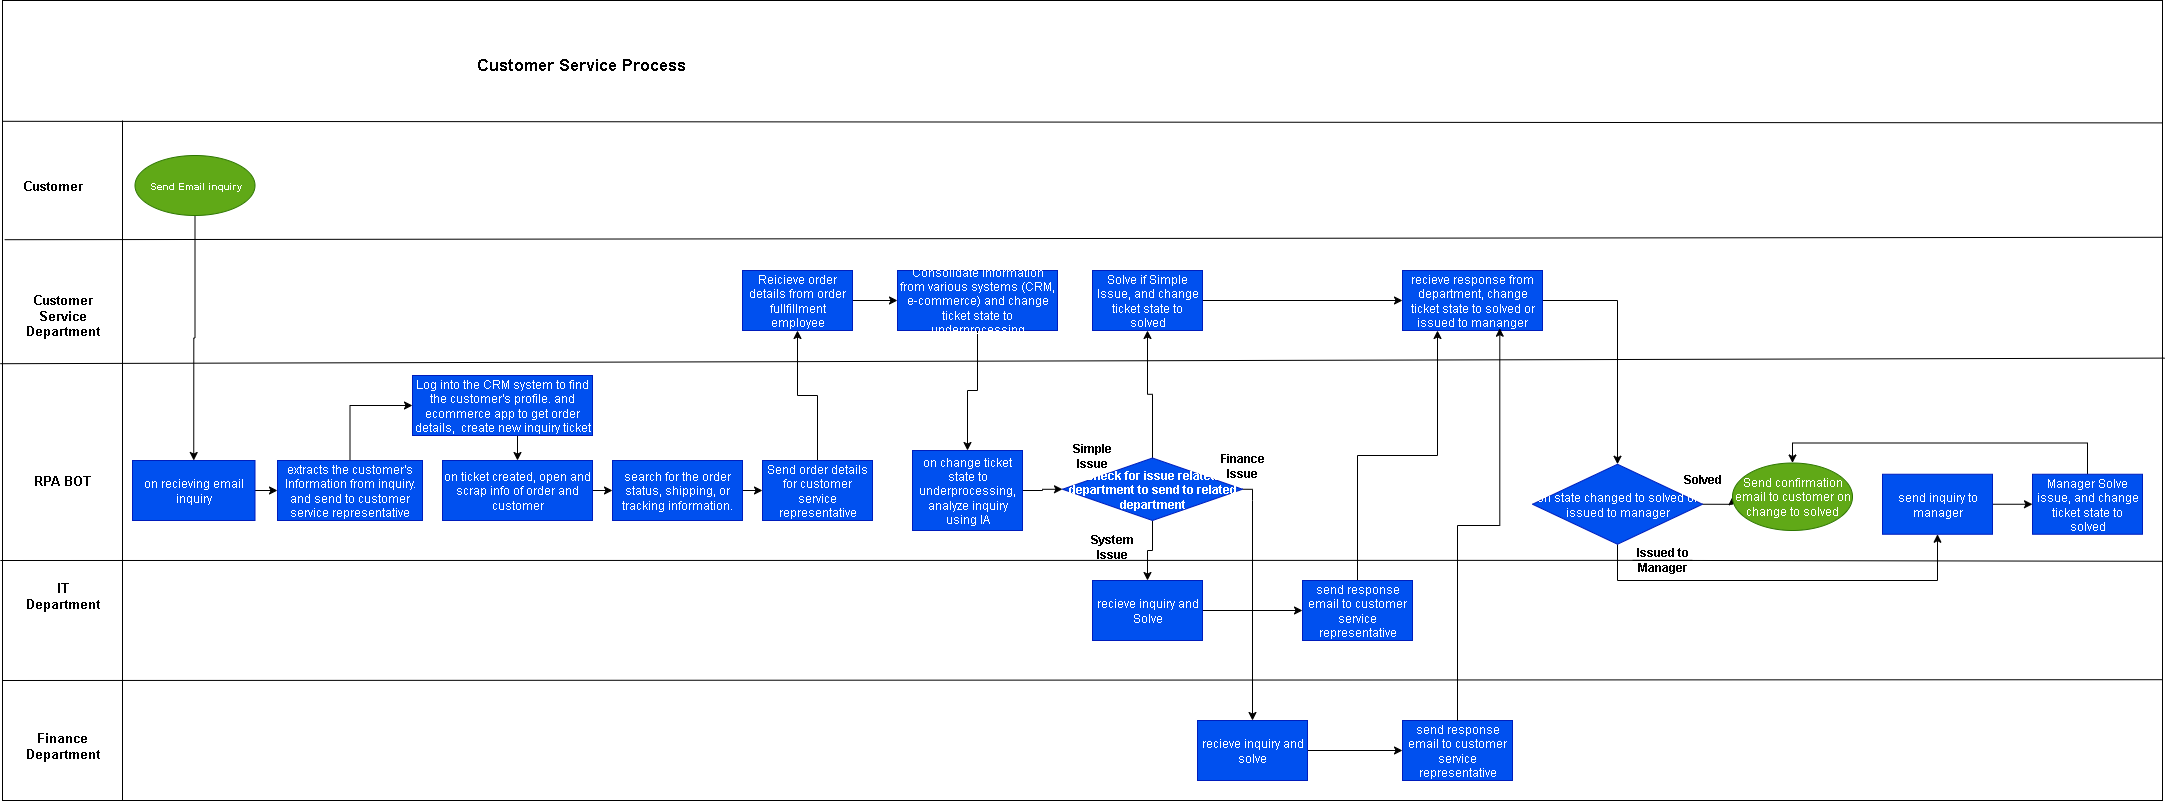 Customer Service Process
Customer
Send Email inquiry
Customer
Service
Department
Reicieve order
details from order
fullfillment
employee
Consolidate Information
from various systems (CRM,
e-commerce) and change
ticket state to
underprocessing
Solve if Simple
Issue, and change
ticket state to
solved
recieve response from
department, change
ticket state to solved or
issued to mananger
RPA BOT
on recieving email
inquiry
extracts the customer's
Information from inquiry.
and send to customer
service representative
Log into the CRM system to find
the customer's profile. and
ecommerce app to get order
details,  create new inquiry ticket
on ticket created, open and
scrap info of order and
customer
search for the order
status, shipping, or
tracking information.
Send order details
for customer
service
representative
on change ticket
state to
underprocessing,
analyze inquiry
using IA
Simple
Issue
Finance
Issue
check for issue related
department to send to related
department
System
Issue
on state changed to solved or
issued to manager
Solved
Issued to
Manager
Send confirmation
email to customer on
change to solved
send inquiry to
manager
Manager Solve
issue, and change
ticket state to
solved
IT
Department
recieve inquiry and
Solve
send response
email to customer
service
representative
Finance
Department
recieve inquiry and
solve
send response
email to customer
service
representative